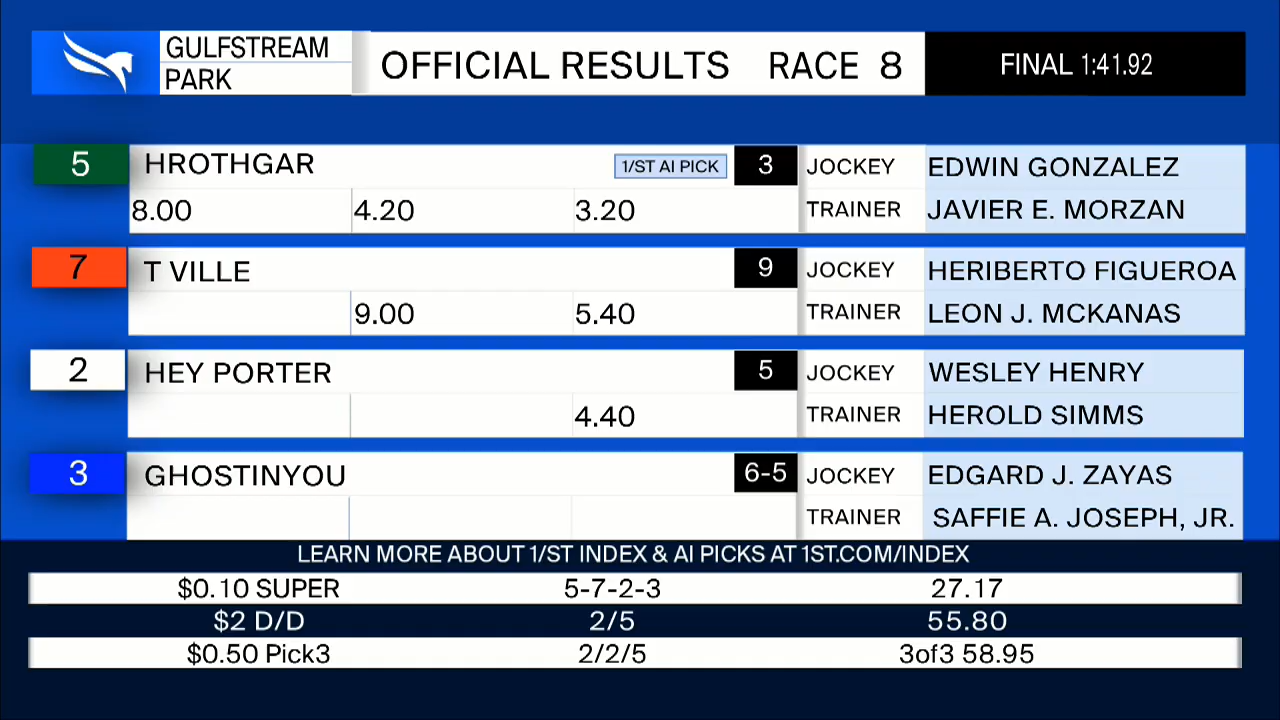 GULFSTREAM
PARK
OFFICIAL RESULTS RACE 8
FINAL 1:41.92
5 HROTHGAR 1/ST AI PICK 3 JOCKEY EDWIN GONZALEZ
8.00 4.20 3.20 TRAINER JAVIER E. MORZAN
7 T VILLE 9 JOCKEY HERIBERTO FIGUEROA
9.00 5.40 TRAINER LEON J. MCKANAS
2 HEY PORTER 5 JOCKEY WESLEY HENRY
4.40 TRAINER HEROLD SIMMS
3 GHOSTINYOU 6-5 JOCKEY EDGARD J. ZAYAS
TRAINER SAFFIE A. JOSEPH, JR.
LEARN MORE ABOUT 1/ST INDEX & AI PICKS AT 1ST.COM/INDEX
$0.10 SUPER 5-7-2-3 27.17
$2 D/D 2/5 55.80
$0.50 Pick3 2/2/5 3of3 58.95